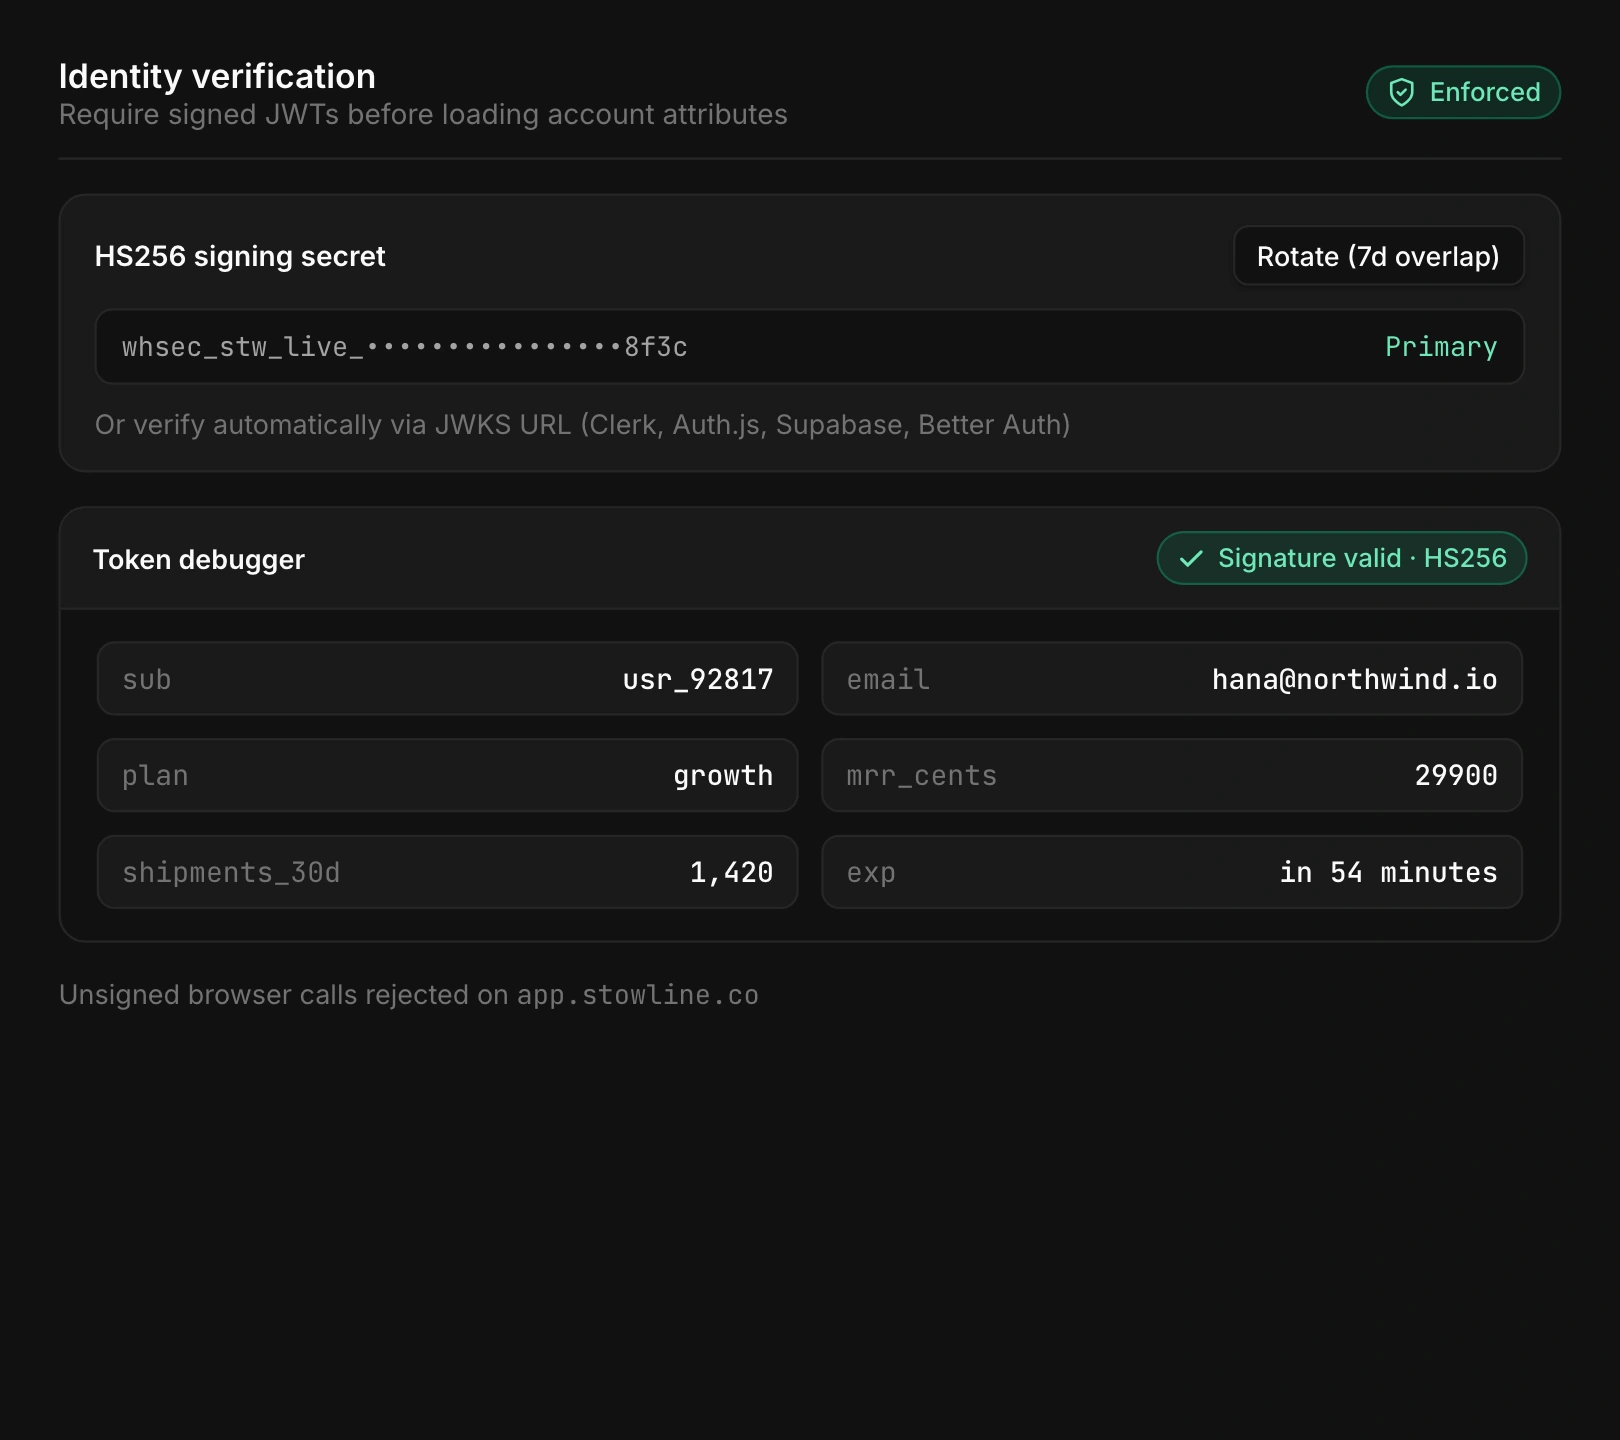 Identity verification
Require signed JWTs before loading account attributes
Enforced
HS256 signing secret
Rotate (7d overlap)
whsec_stw_live_••••••••••••••••8f3c
Primary
Or verify automatically via JWKS URL (Clerk, Auth.js, Supabase, Better Auth)
Token debugger
Signature valid · HS256
sub usr_92817
email hana@northwind.io
plan growth
mrr_cents 29900
shipments_30d 1,420
exp in 54 minutes
Unsigned browser calls rejected on app.stowline.co